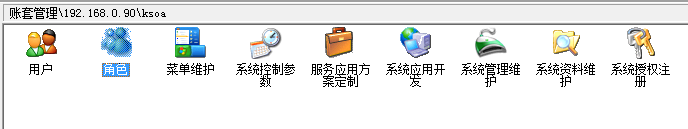 账套管理\192.168.0.90\ksoa
用户
角色
菜单维护
系统控制参
数
服务应用方
案定制
系统应用开
发
系统管理维
护
系统资料维
护
系统授权注
册